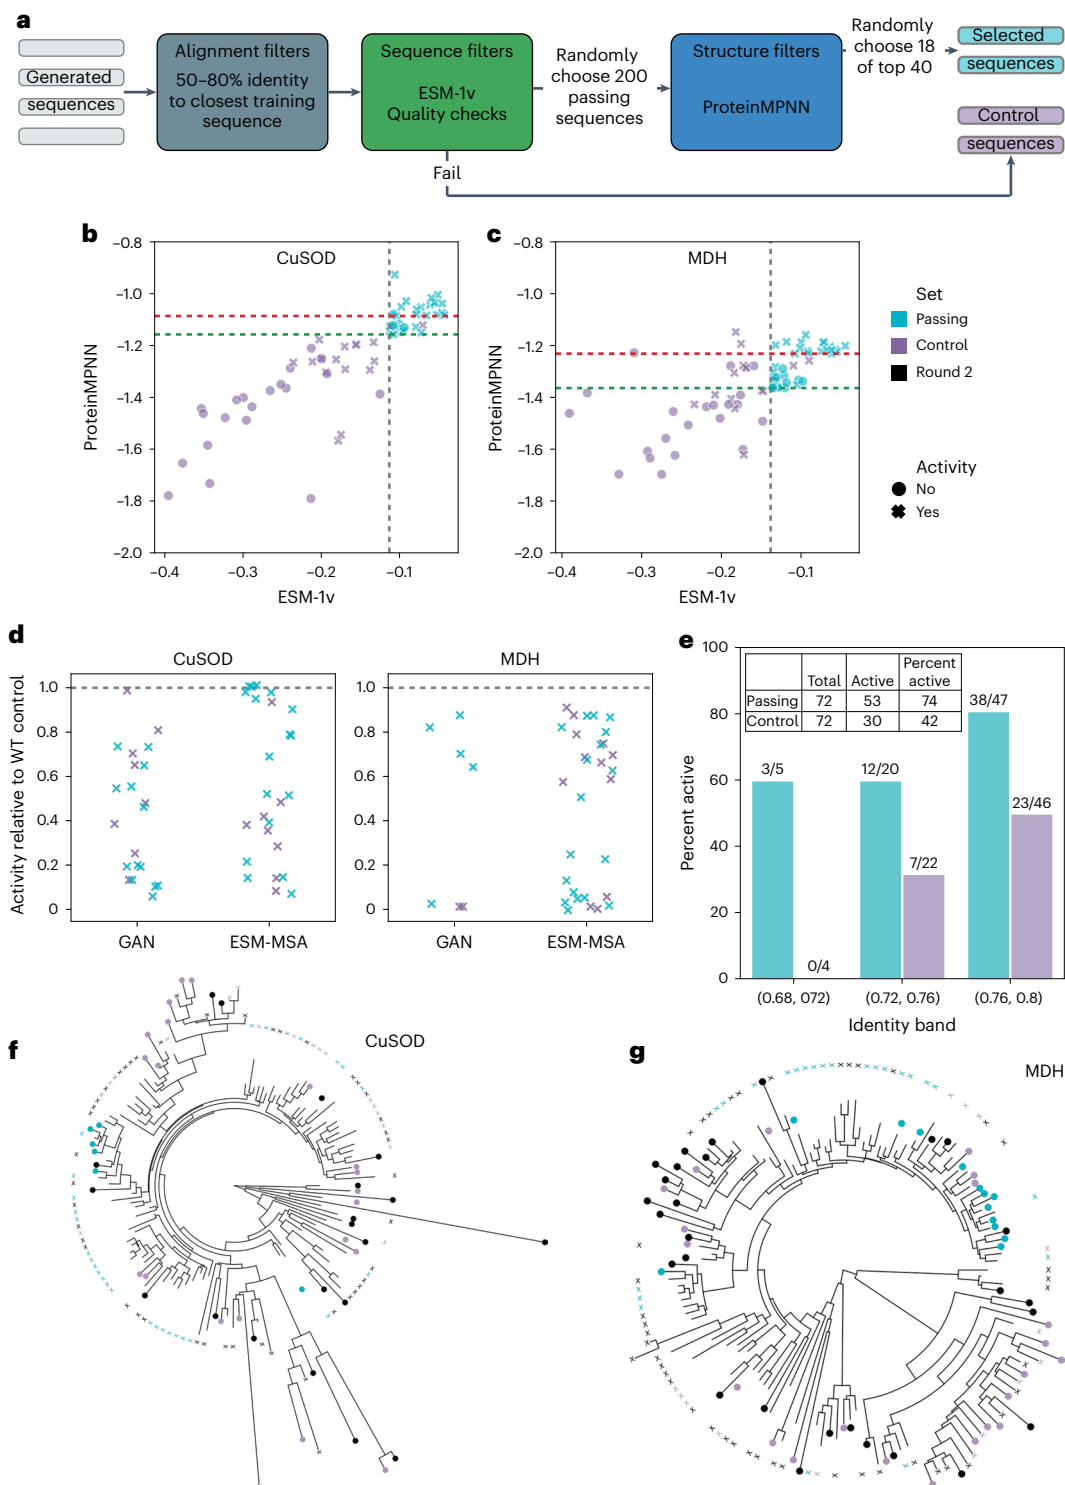 a
Generated
sequences
Alignment filters
50–80% identity
to closest training
sequence
Sequence filters
ESM-1v
Quality checks
Randomly
choose 200
passing
sequences
Structure filters
ProteinMPNN
Randomly
choose 18
of top 40
Selected
sequences
Control
sequences
Fail
b
CuSOD
ProteinMPNN
–0.8
–1.0
–1.2
–1.4
–1.6
–1.8
–2.0
–0.4
–0.3
–0.2
–0.1
ESM-1v
c
MDH
ProteinMPNN
–0.8
–1.0
–1.2
–1.4
–1.6
–1.8
–2.0
–0.4
–0.3
–0.2
–0.1
ESM-1v
Set
Passing
Control
Round 2
Activity
No
Yes
d
CuSOD
Activity relative to WT control
1.0
0.8
0.6
0.4
0.2
0
GAN
ESM-MSA
MDH
1.0
0.8
0.6
0.4
0.2
0
GAN
ESM-MSA
e
Percent active
100
80
60
40
20
0
Total Active Percent active
Passing 72 53 74
Control 72 30 42
3/5
0/4
12/20
7/22
38/47
23/46
(0.68, 072)
(0.72, 0.76)
(0.76, 0.8)
Identity band
f
CuSOD
g
MDH